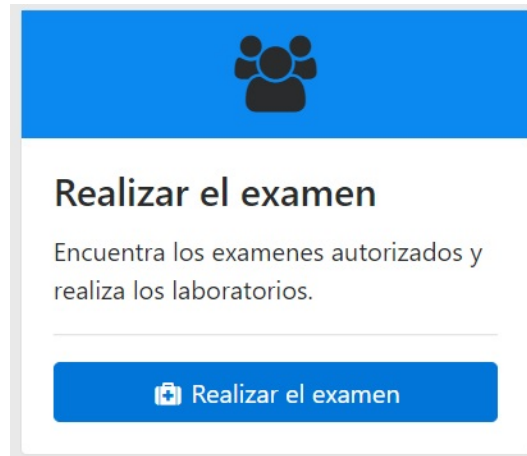 Realizar el examen
Encuentra los examenes autorizados y
realiza los laboratorios.
Realizar el examen